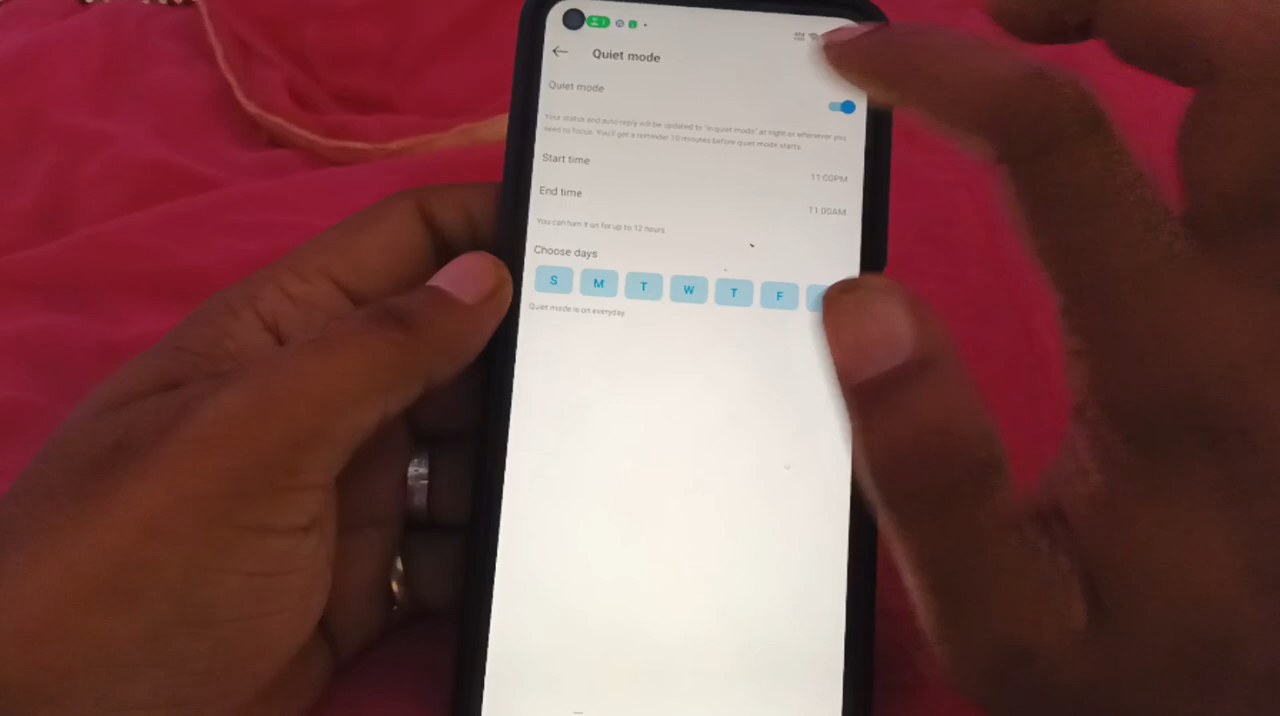 Quiet mode
Quiet mode
Your status and auto-reply will be updated to "in quiet mode" at night or whenever you
need to focus. You'll get a reminder 10 minutes before quiet mode starts.
Start time
11:00PM
End time
11:00AM
You can turn it on for up to 12 hours.
Choose days
S M T W T F
Quiet mode is on everyday.